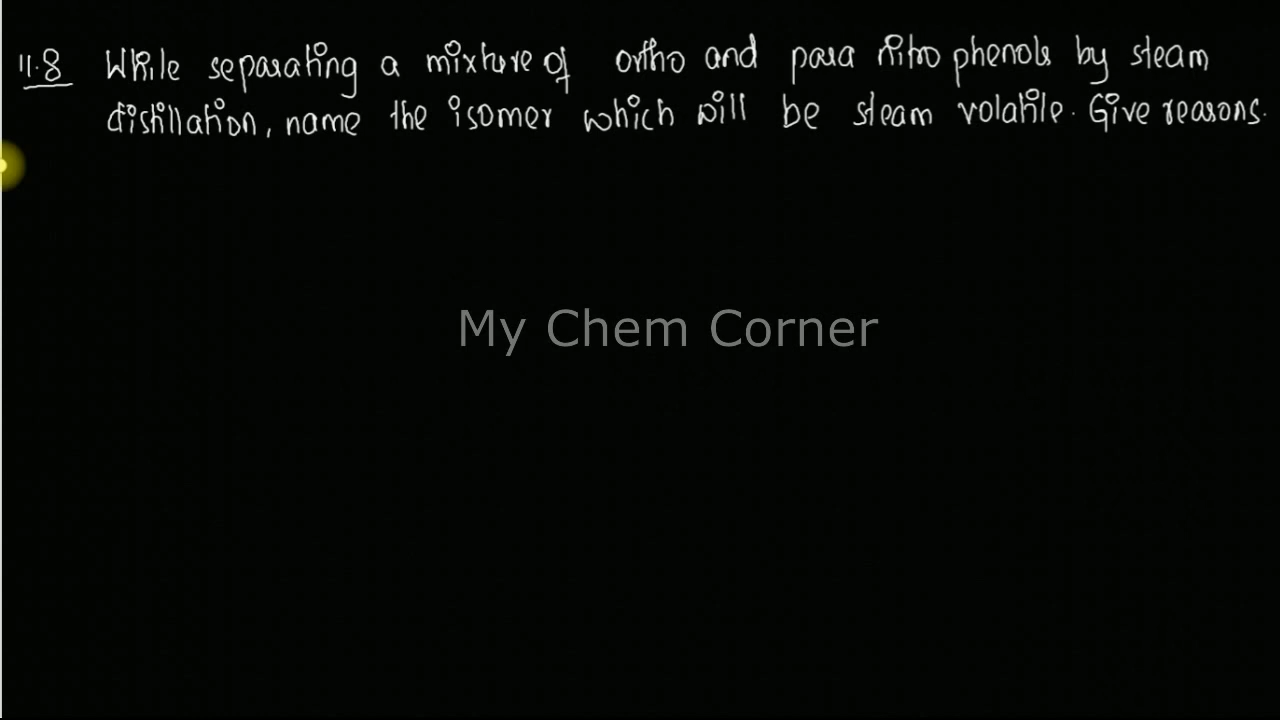 11.8 While separating a mixture of ortho and para nitro phenols by steam
distillation, name the isomer which will be steam volatile. Give reasons.
My Chem Corner